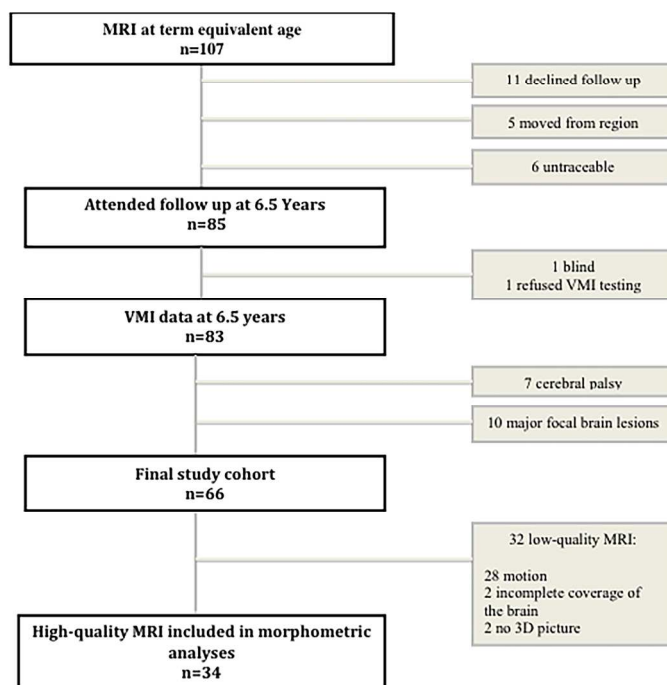 MRI at term equivalent age
n=107
11 declined follow up
5 moved from region
6 untraceable
Attended follow up at 6.5 Years
n=85
1 blind
1 refused VMI testing
VMI data at 6.5 years
n=83
7 cerebral palsy
10 major focal brain lesions
Final study cohort
n=66
32 low-quality MRI:
28 motion
2 incomplete coverage of
the brain
2 no 3D picture
High-quality MRI included in morphometric
analyses
n=34